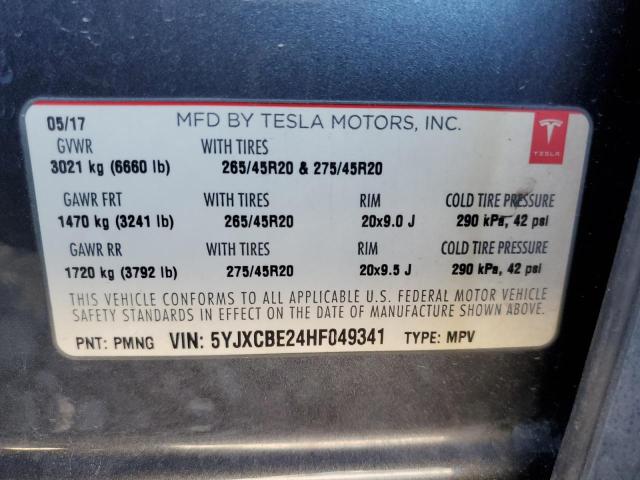 05/17 MFD BY TESLA MOTORS, INC.
GVWR WITH TIRES
3021 kg (6660 lb) 265/45R20 & 275/45R20
TESLA
GAWR FRT WITH TIRES RIM COLD TIRE PRESSURE
1470 kg (3241 lb) 265/45R20 20x9.0 J 290 kPa, 42 psi
GAWR RR WITH TIRES RIM COLD TIRE PRESSURE
1720 kg (3792 lb) 275/45R20 20x9.5 J 290 kPa, 42 psi
THIS VEHICLE CONFORMS TO ALL APPLICABLE U.S. FEDERAL MOTOR VEHICLE
SAFETY STANDARDS IN EFFECT ON THE DATE OF MANUFACTURE SHOWN ABOVE.
PNT: PMNG VIN: 5YJXCBE24HF049341 TYPE: MPV